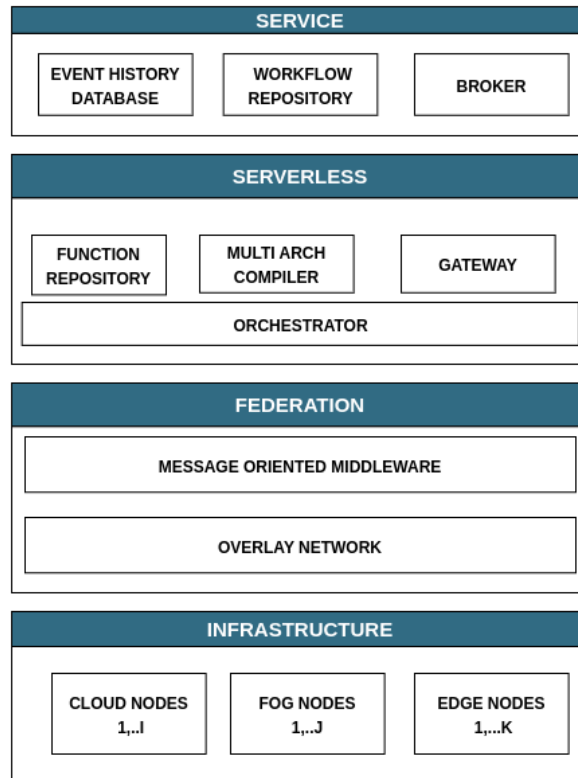 SERVICE
EVENT HISTORY
DATABASE
WORKFLOW
REPOSITORY
BROKER
SERVERLESS
FUNCTION
REPOSITORY
MULTI ARCH
COMPILER
GATEWAY
ORCHESTRATOR
FEDERATION
MESSAGE ORIENTED MIDDLEWARE
OVERLAY NETWORK
INFRASTRUCTURE
CLOUD NODES
1,..I
FOG NODES
1,..J
EDGE NODES
1,...K